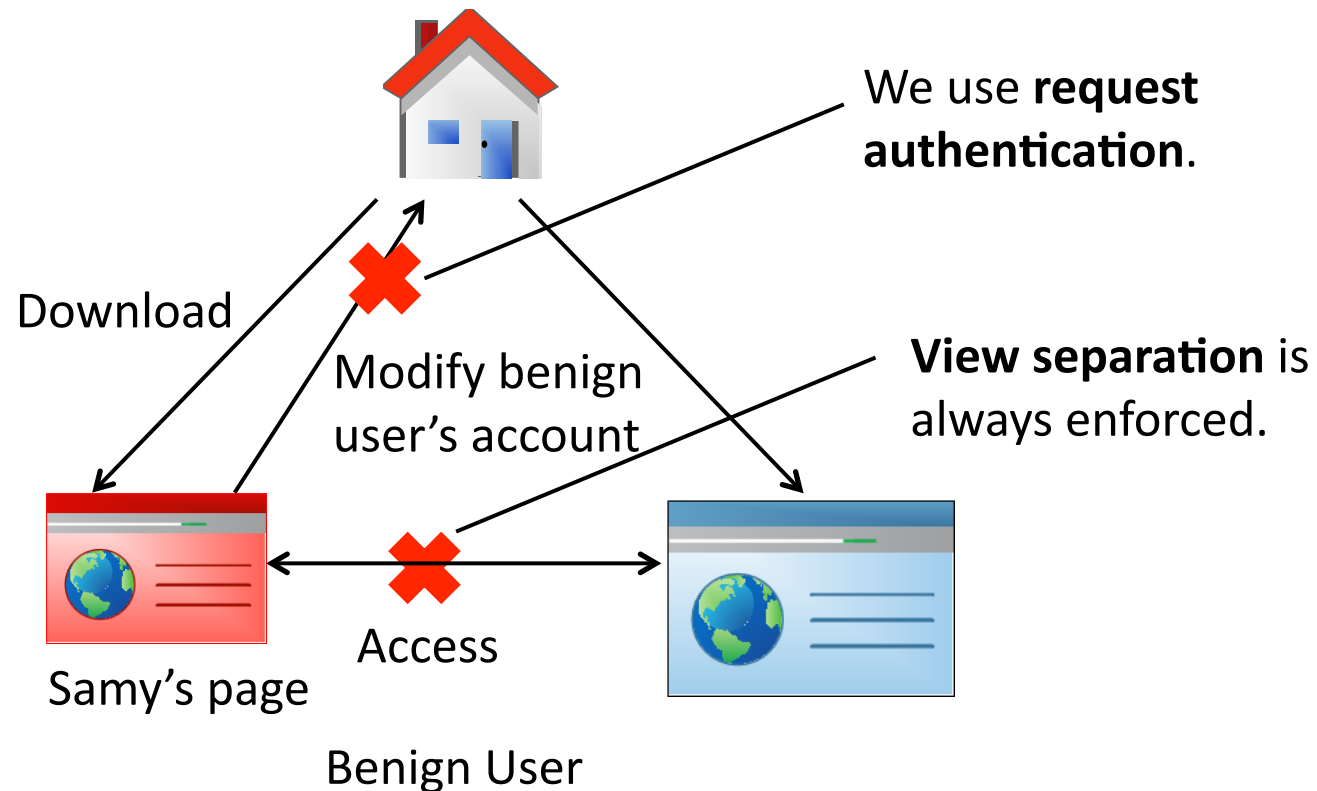 We use request
authentication.
Download
Modify benign
user’s account
View separation is
always enforced.
Access
Samy’s page
Benign User